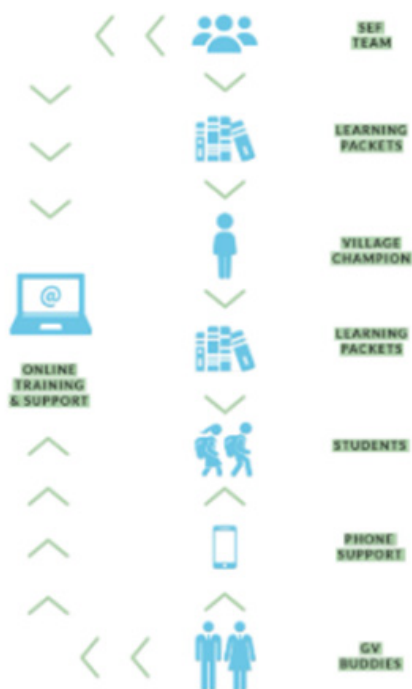 SEF
TEAM
LEARNING
PACKETS
VILLAGE
CHAMPION
@
LEARNING
PACKETS
ONLINE
TRAINING
& SUPPORT
STUDENTS
PHONE
SUPPORT
GV
BUDDIES